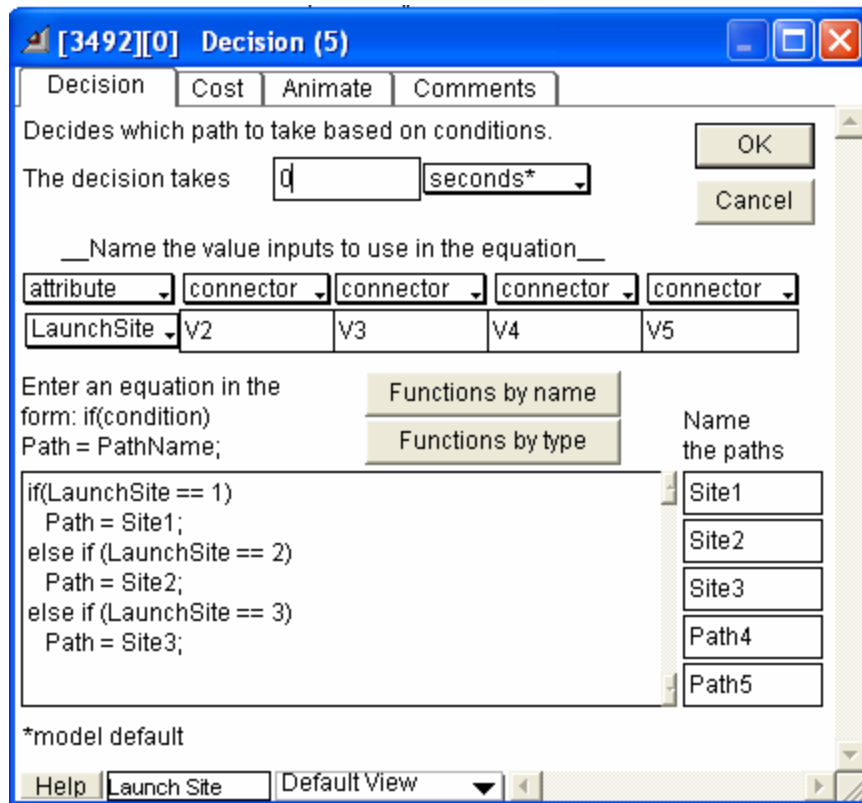 [3492][0] Decision (5)
Decision Cost Animate Comments
Decides which path to take based on conditions.
OK
The decision takes 0 seconds*
Cancel
__Name the value inputs to use in the equation__
attribute connector connector connector connector
LaunchSite V2 V3 V4 V5
Enter an equation in the
form: if(condition)
Path = PathName;
Functions by name
Functions by type
Name
the paths
if(LaunchSite == 1)
Path = Site1;
else if (LaunchSite == 2)
Path = Site2;
else if (LaunchSite == 3)
Path = Site3;
Site1
Site2
Site3
Path4
Path5
*model default
Help Launch Site Default View